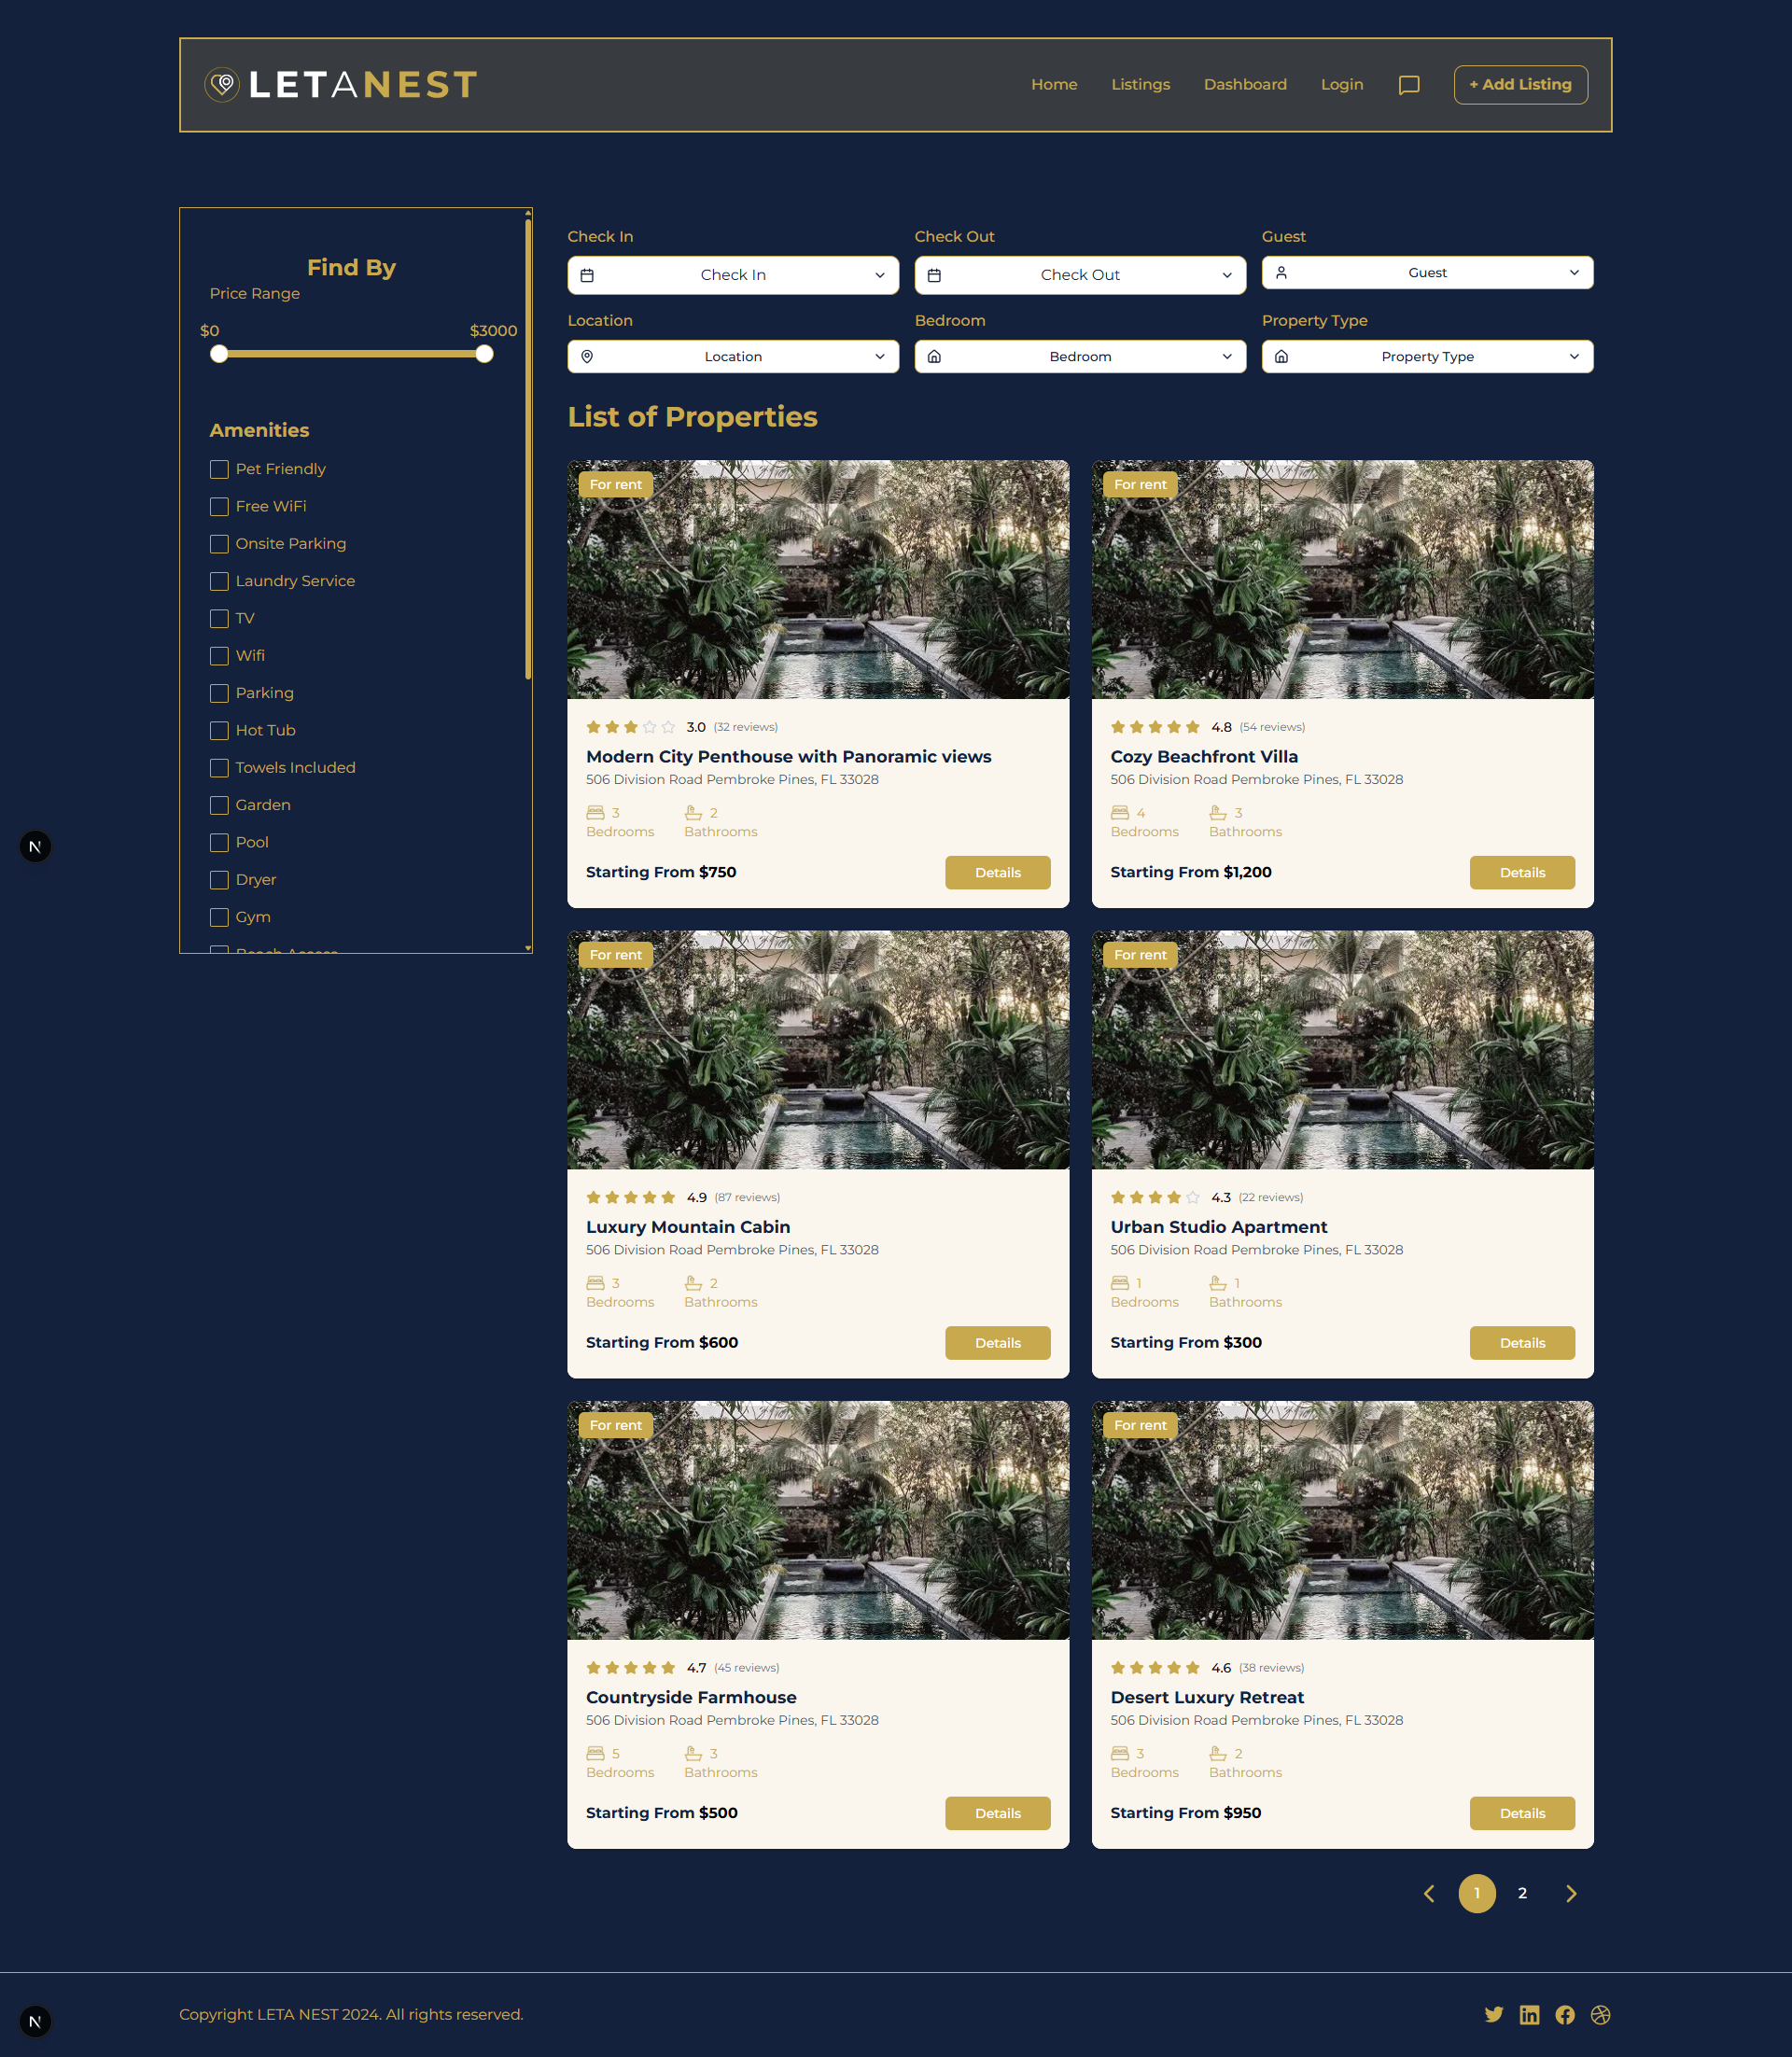 LETANEST
Home Listings Dashboard Login + Add Listing
Find By
Price Range
$0 $3000
Amenities
Pet Friendly
Free WiFi
Onsite Parking
Laundry Service
TV
Wifi
Parking
Hot Tub
Towels Included
Garden
Pool
Dryer
Gym
Beach Access
Check In Check Out Guest
Check In Check Out Guest
Location Bedroom Property Type
Location Bedroom Property Type
List of Properties
For rent
3.0 (32 reviews)
Modern City Penthouse with Panoramic views
506 Division Road Pembroke Pines, FL 33028
3 2
Bedrooms Bathrooms
Starting From $750 Details
For rent
4.8 (54 reviews)
Cozy Beachfront Villa
506 Division Road Pembroke Pines, FL 33028
4 3
Bedrooms Bathrooms
Starting From $1,200 Details
For rent
4.9 (87 reviews)
Luxury Mountain Cabin
506 Division Road Pembroke Pines, FL 33028
3 2
Bedrooms Bathrooms
Starting From $600 Details
For rent
4.3 (22 reviews)
Urban Studio Apartment
506 Division Road Pembroke Pines, FL 33028
1 1
Bedrooms Bathrooms
Starting From $300 Details
For rent
4.7 (45 reviews)
Countryside Farmhouse
506 Division Road Pembroke Pines, FL 33028
5 3
Bedrooms Bathrooms
Starting From $500 Details
For rent
4.6 (38 reviews)
Desert Luxury Retreat
506 Division Road Pembroke Pines, FL 33028
3 2
Bedrooms Bathrooms
Starting From $950 Details
1 2
Copyright LETA NEST 2024. All rights reserved.
N
N